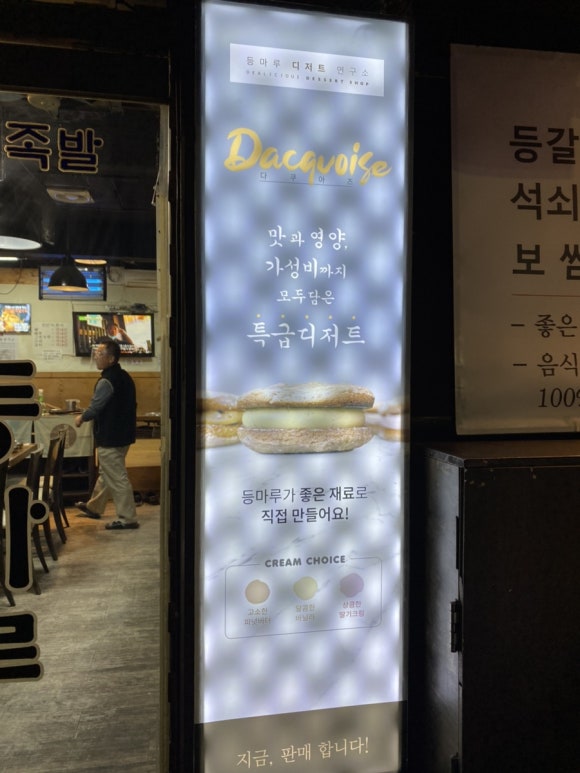 족발
등마루 디저트 연구소
DEALICIOUS DESSERT SHOP
Dacquoise
다쿠아즈
맛과 영양,
가성비까지
모두담은
특급디저트
등마루가 좋은 재료로
직접 만들어요!
CREAM CHOICE
고소한
피넛버터
달콤한
바닐라
상큼한
딸기크림
지금, 판매 합니다!
등갈
석쇠
보쌈
- 좋은
- 음식
100%
등
마
루